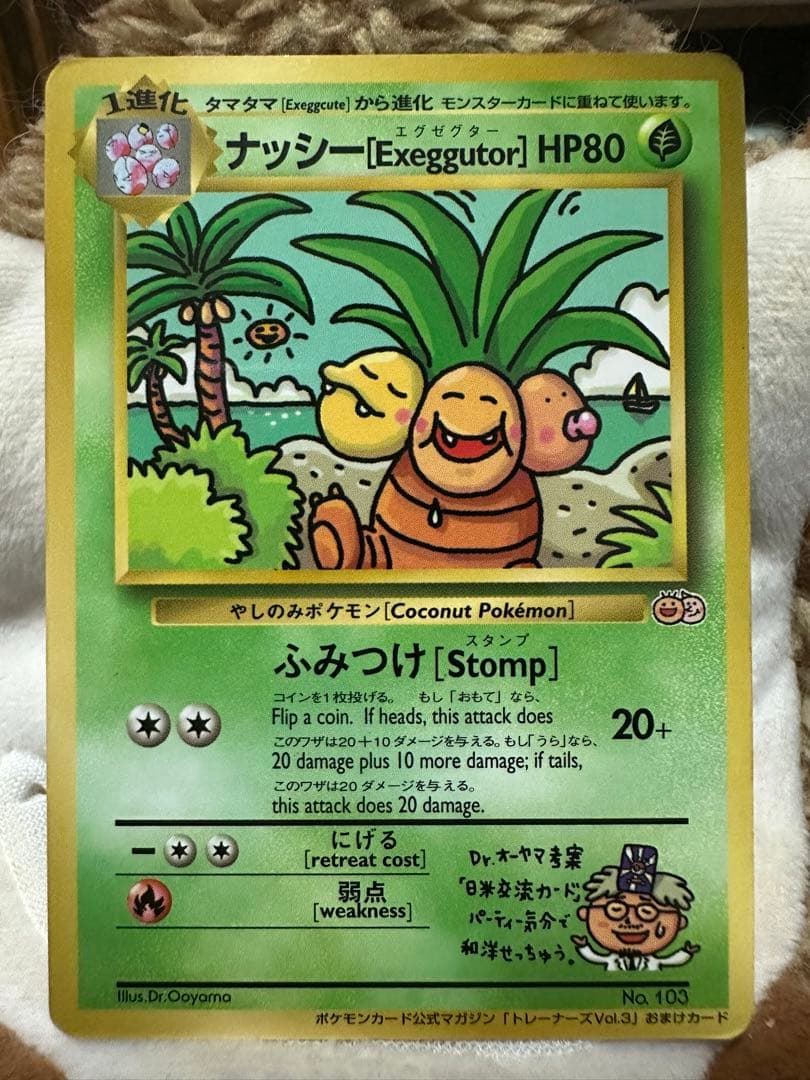 1進化
タマタマ[Exeggcute]から進化 モンスターカードに重ねて使います。
エグゼグター
ナッシー[Exeggutor] HP80
やしのみポケモン[Coconut Pokémon]
スタンプ
ふみつけ[Stomp]
コインを1枚投げる。 もし「おもて」なら、
Flip a coin. If heads, this attack does
20+
このワザは20+10ダメージを与える。もし「うら」なら、
20 damage plus 10 more damage; if tails,
このワザは20ダメージを与える。
this attack does 20 damage.
にげる
[retreat cost]
弱点
[weakness]
Dr.オーヤマ考案
「日米交流カード」
パーティー気分で
和洋せっちゅう。
Illus.Dr.Ooyama
No. 103
ポケモンカード公式マガジン「トレーナーズVol.3」おまけカード